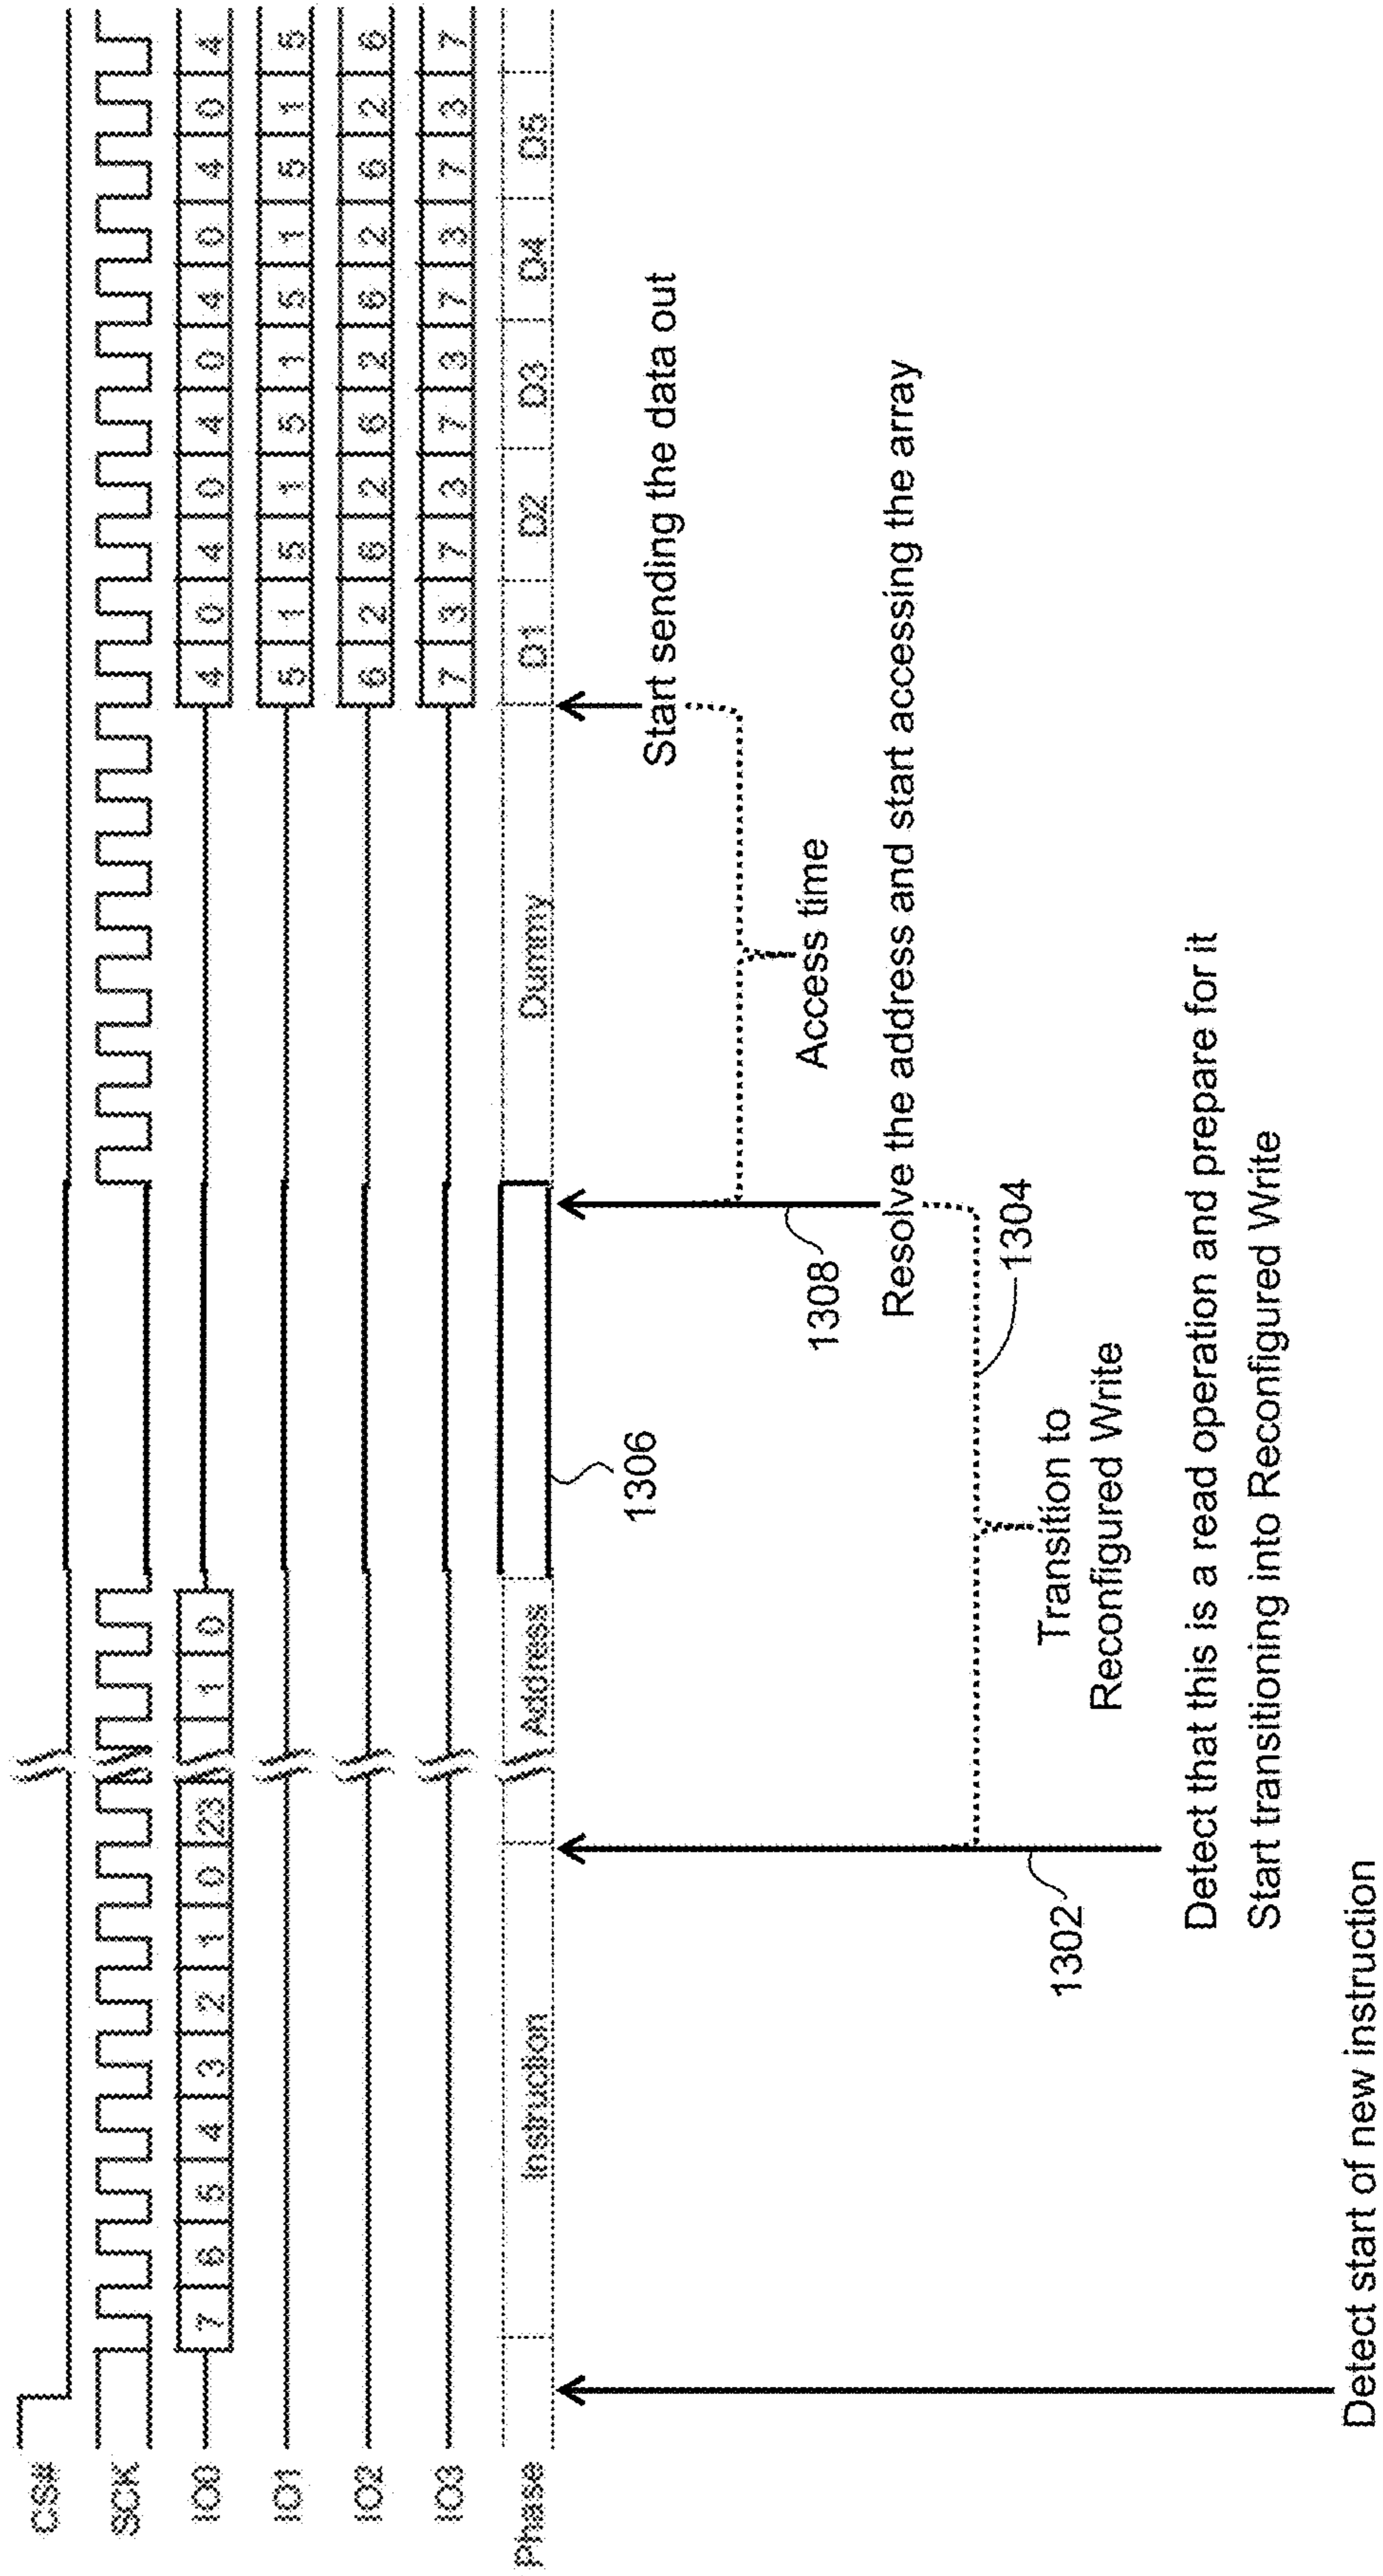 CS#
SCK
IO0 7 6 5 4 3 2 1 0 23 1 0 4 0 4 0 4 0 4 0 4 0 4
IO1 5 1 5 1 5 1 5 1 5 1 5
IO2 6 2 6 2 6 2 6 2 6 2 6
IO3 7 3 7 3 7 3 7 3 7 3 7
Phase Instruction Address Dummy D1 D2 D3 D4 D5
Start sending the data out
1306
Access time
1308
Resolve the address and start accessing the array
1304
Transition to
Reconfigured Write
1302
Detect that this is a read operation and prepare for it
Start transitioning into Reconfigured Write
Detect start of new instruction